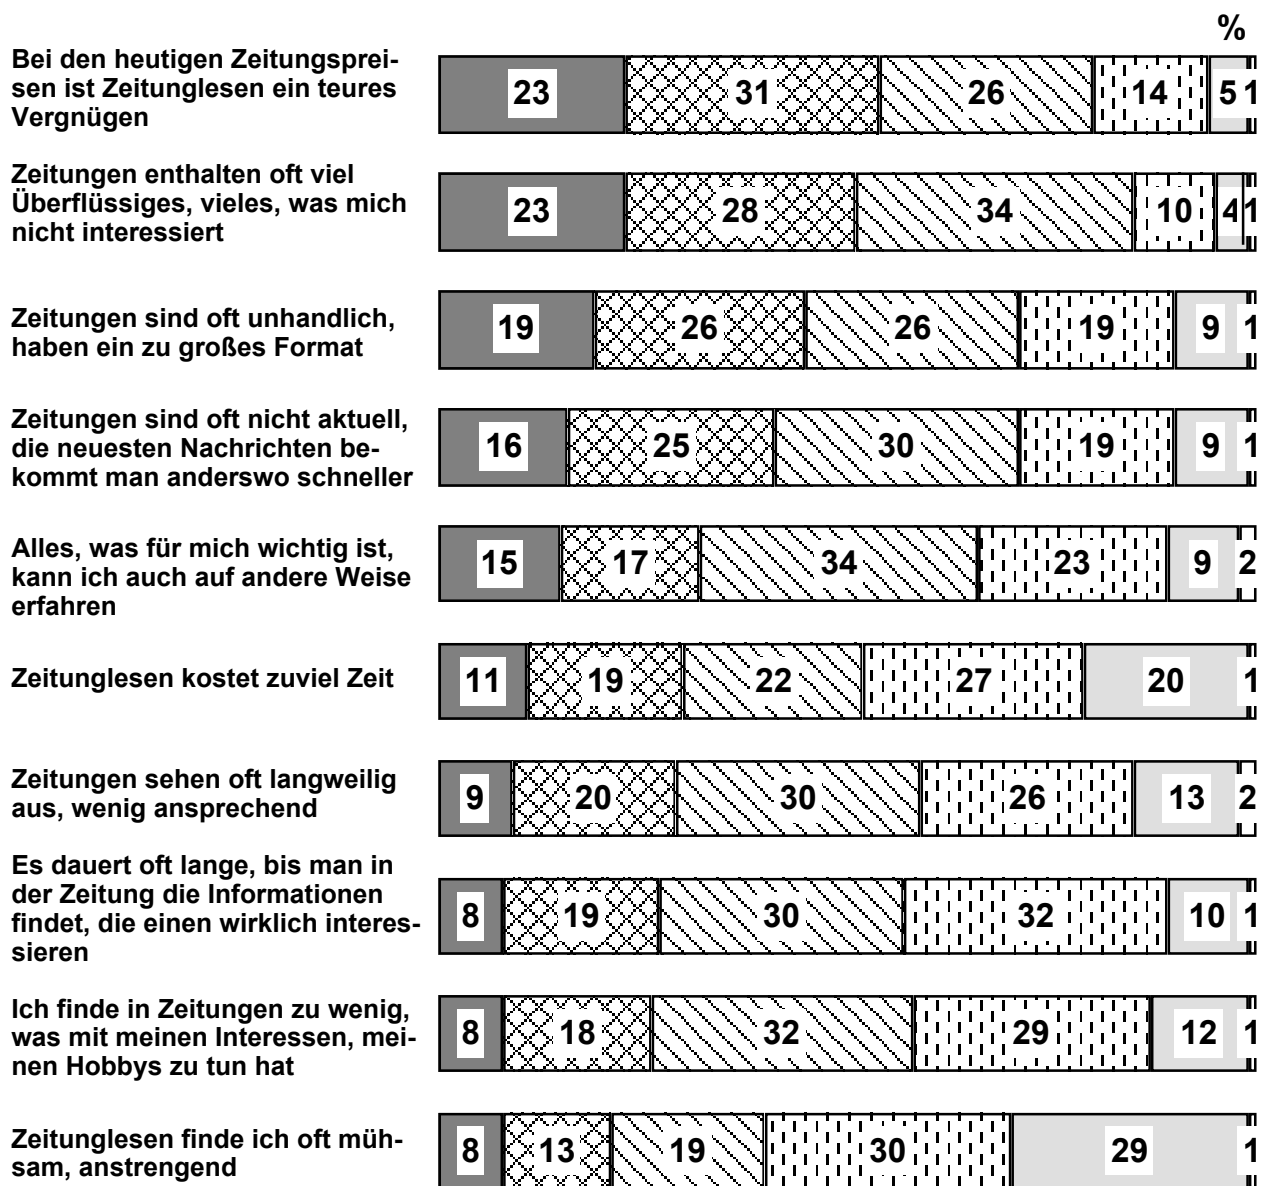 %
Bei den heutigen Zeitungsprei-
sen ist Zeitunglesen ein teures
Vergnügen
23 31 26 14 5 1
Zeitungen enthalten oft viel
Überflüssiges, vieles, was mich
nicht interessiert
23 28 34 10 4 1
Zeitungen sind oft unhandlich,
haben ein zu großes Format
19 26 26 19 9 1
Zeitungen sind oft nicht aktuell,
die neuesten Nachrichten be-
kommt man anderswo schneller
16 25 30 19 9 1
Alles, was für mich wichtig ist,
kann ich auch auf andere Weise
erfahren
15 17 34 23 9 2
Zeitunglesen kostet zuviel Zeit
11 19 22 27 20 1
Zeitungen sehen oft langweilig
aus, wenig ansprechend
9 20 30 26 13 2
Es dauert oft lange, bis man in
der Zeitung die Informationen
findet, die einen wirklich interes-
sieren
8 19 30 32 10 1
Ich finde in Zeitungen zu wenig,
was mit meinen Interessen, mei-
nen Hobbys zu tun hat
8 18 32 29 12 1
Zeitunglesen finde ich oft müh-
sam, anstrengend
8 13 19 30 29 1